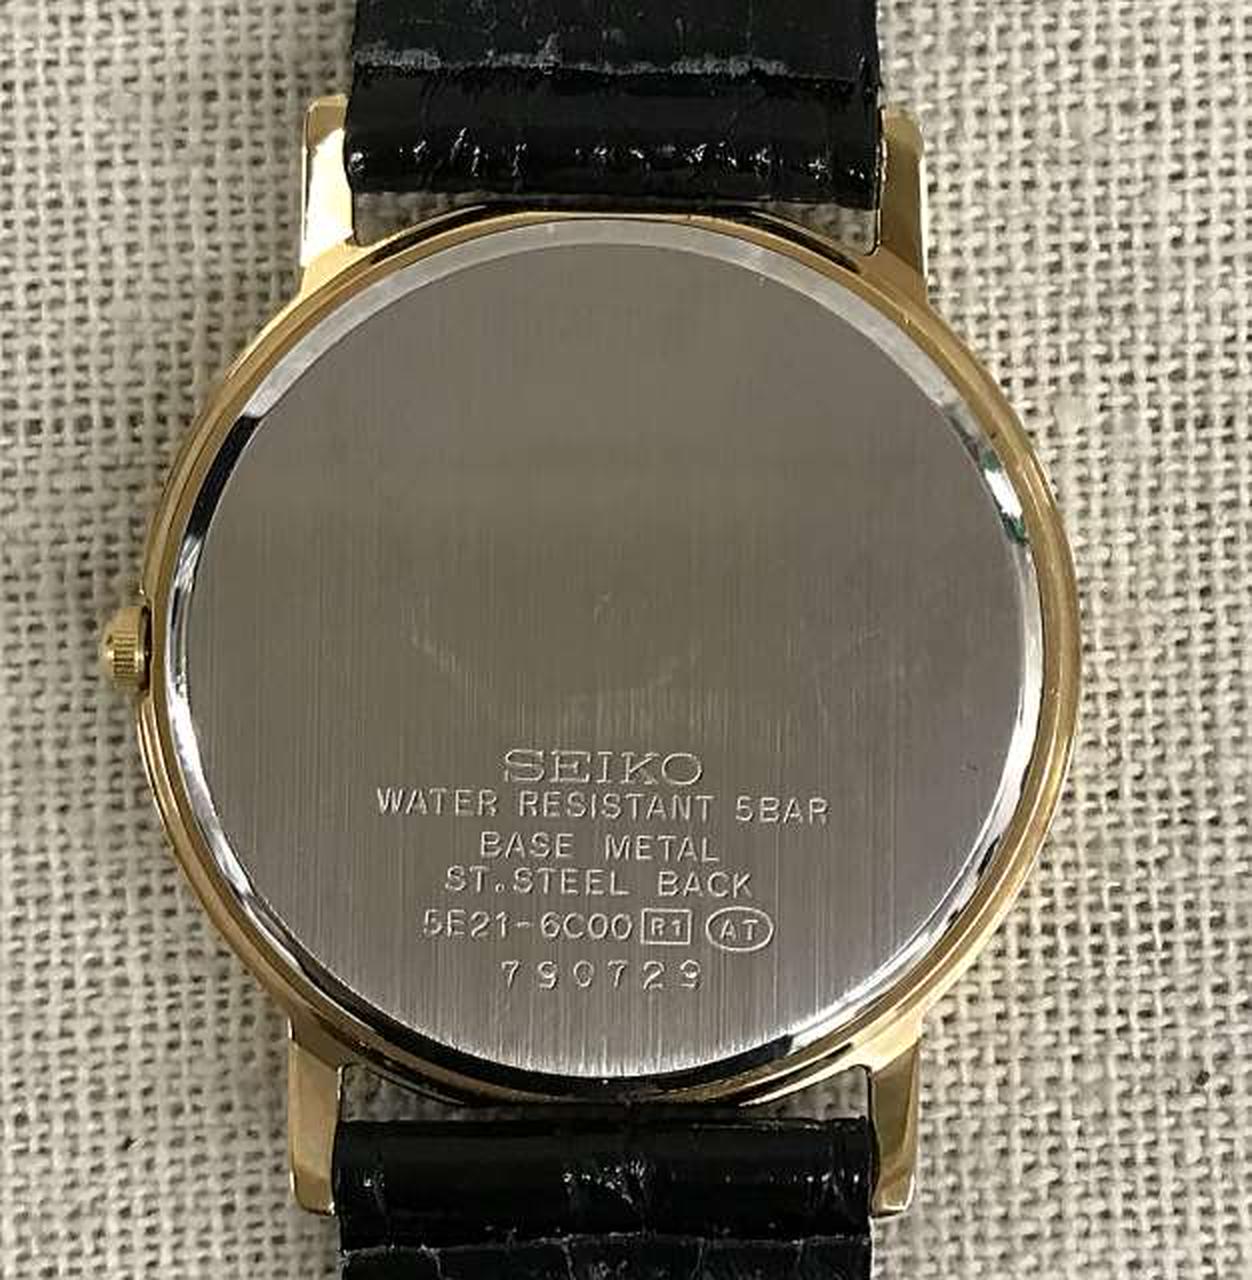 SEIKO
WATER RESISTANT 5BAR
BASE METAL
ST.STEEL BACK
5E21-6C00 R1 AT
790729